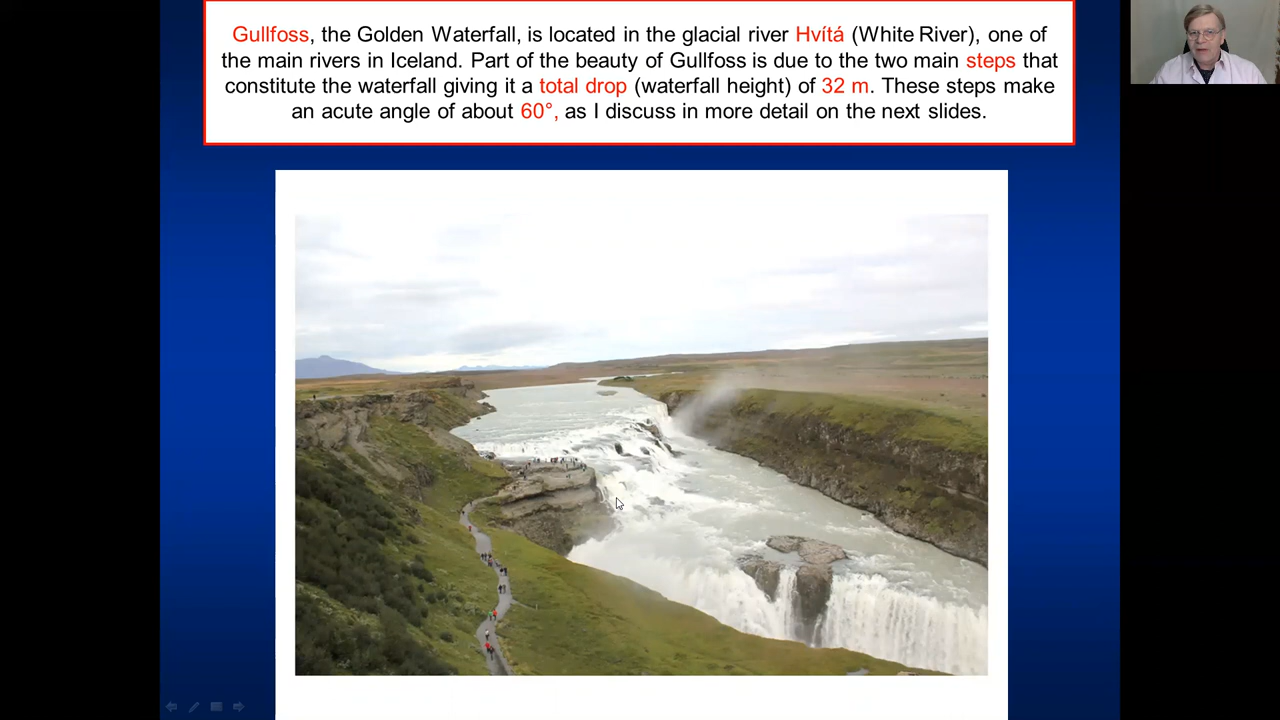 Gullfoss, the Golden Waterfall, is located in the glacial river Hvítá (White River), one of
the main rivers in Iceland. Part of the beauty of Gullfoss is due to the two main steps that
constitute the waterfall giving it a total drop (waterfall height) of 32 m. These steps make
an acute angle of about 60°, as I discuss in more detail on the next slides.